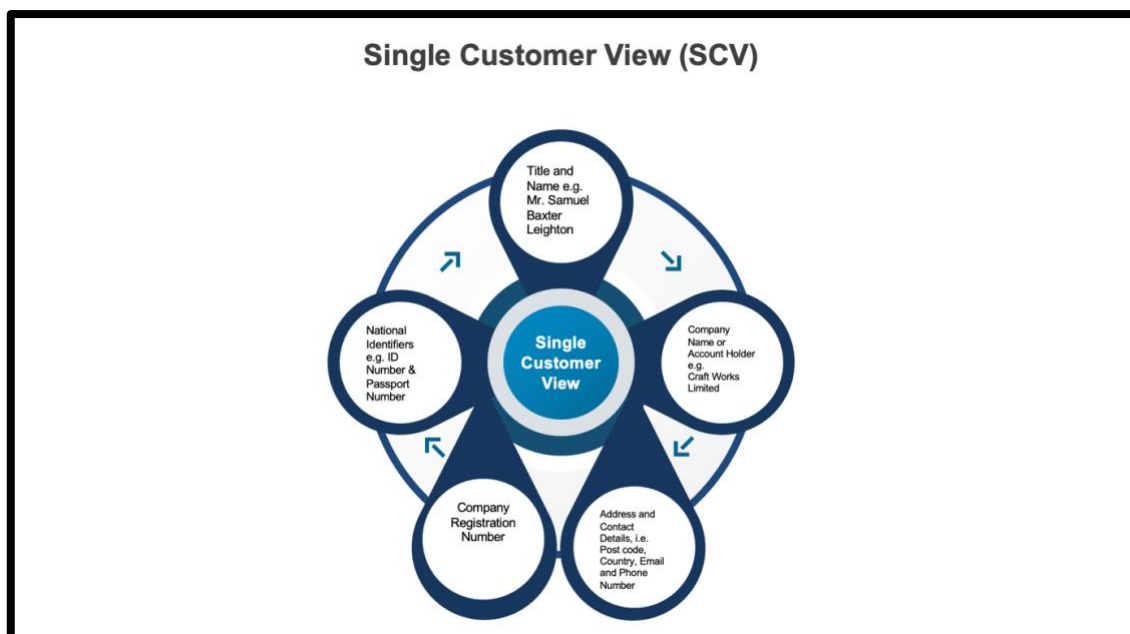 Single Customer View (SCV)
Title and
Name e.g.
Mr. Samuel
Baxter
Leighton
National
Identifiers
e.g. ID
Number &
Passport
Number
Single
Customer
View
Company
Name or
Account Holder
e.g.
Craft Works
Limited
Company
Registration
Number
Address and
Contact
Details, i.e.
Post code,
Country, Email
and Phone
Number